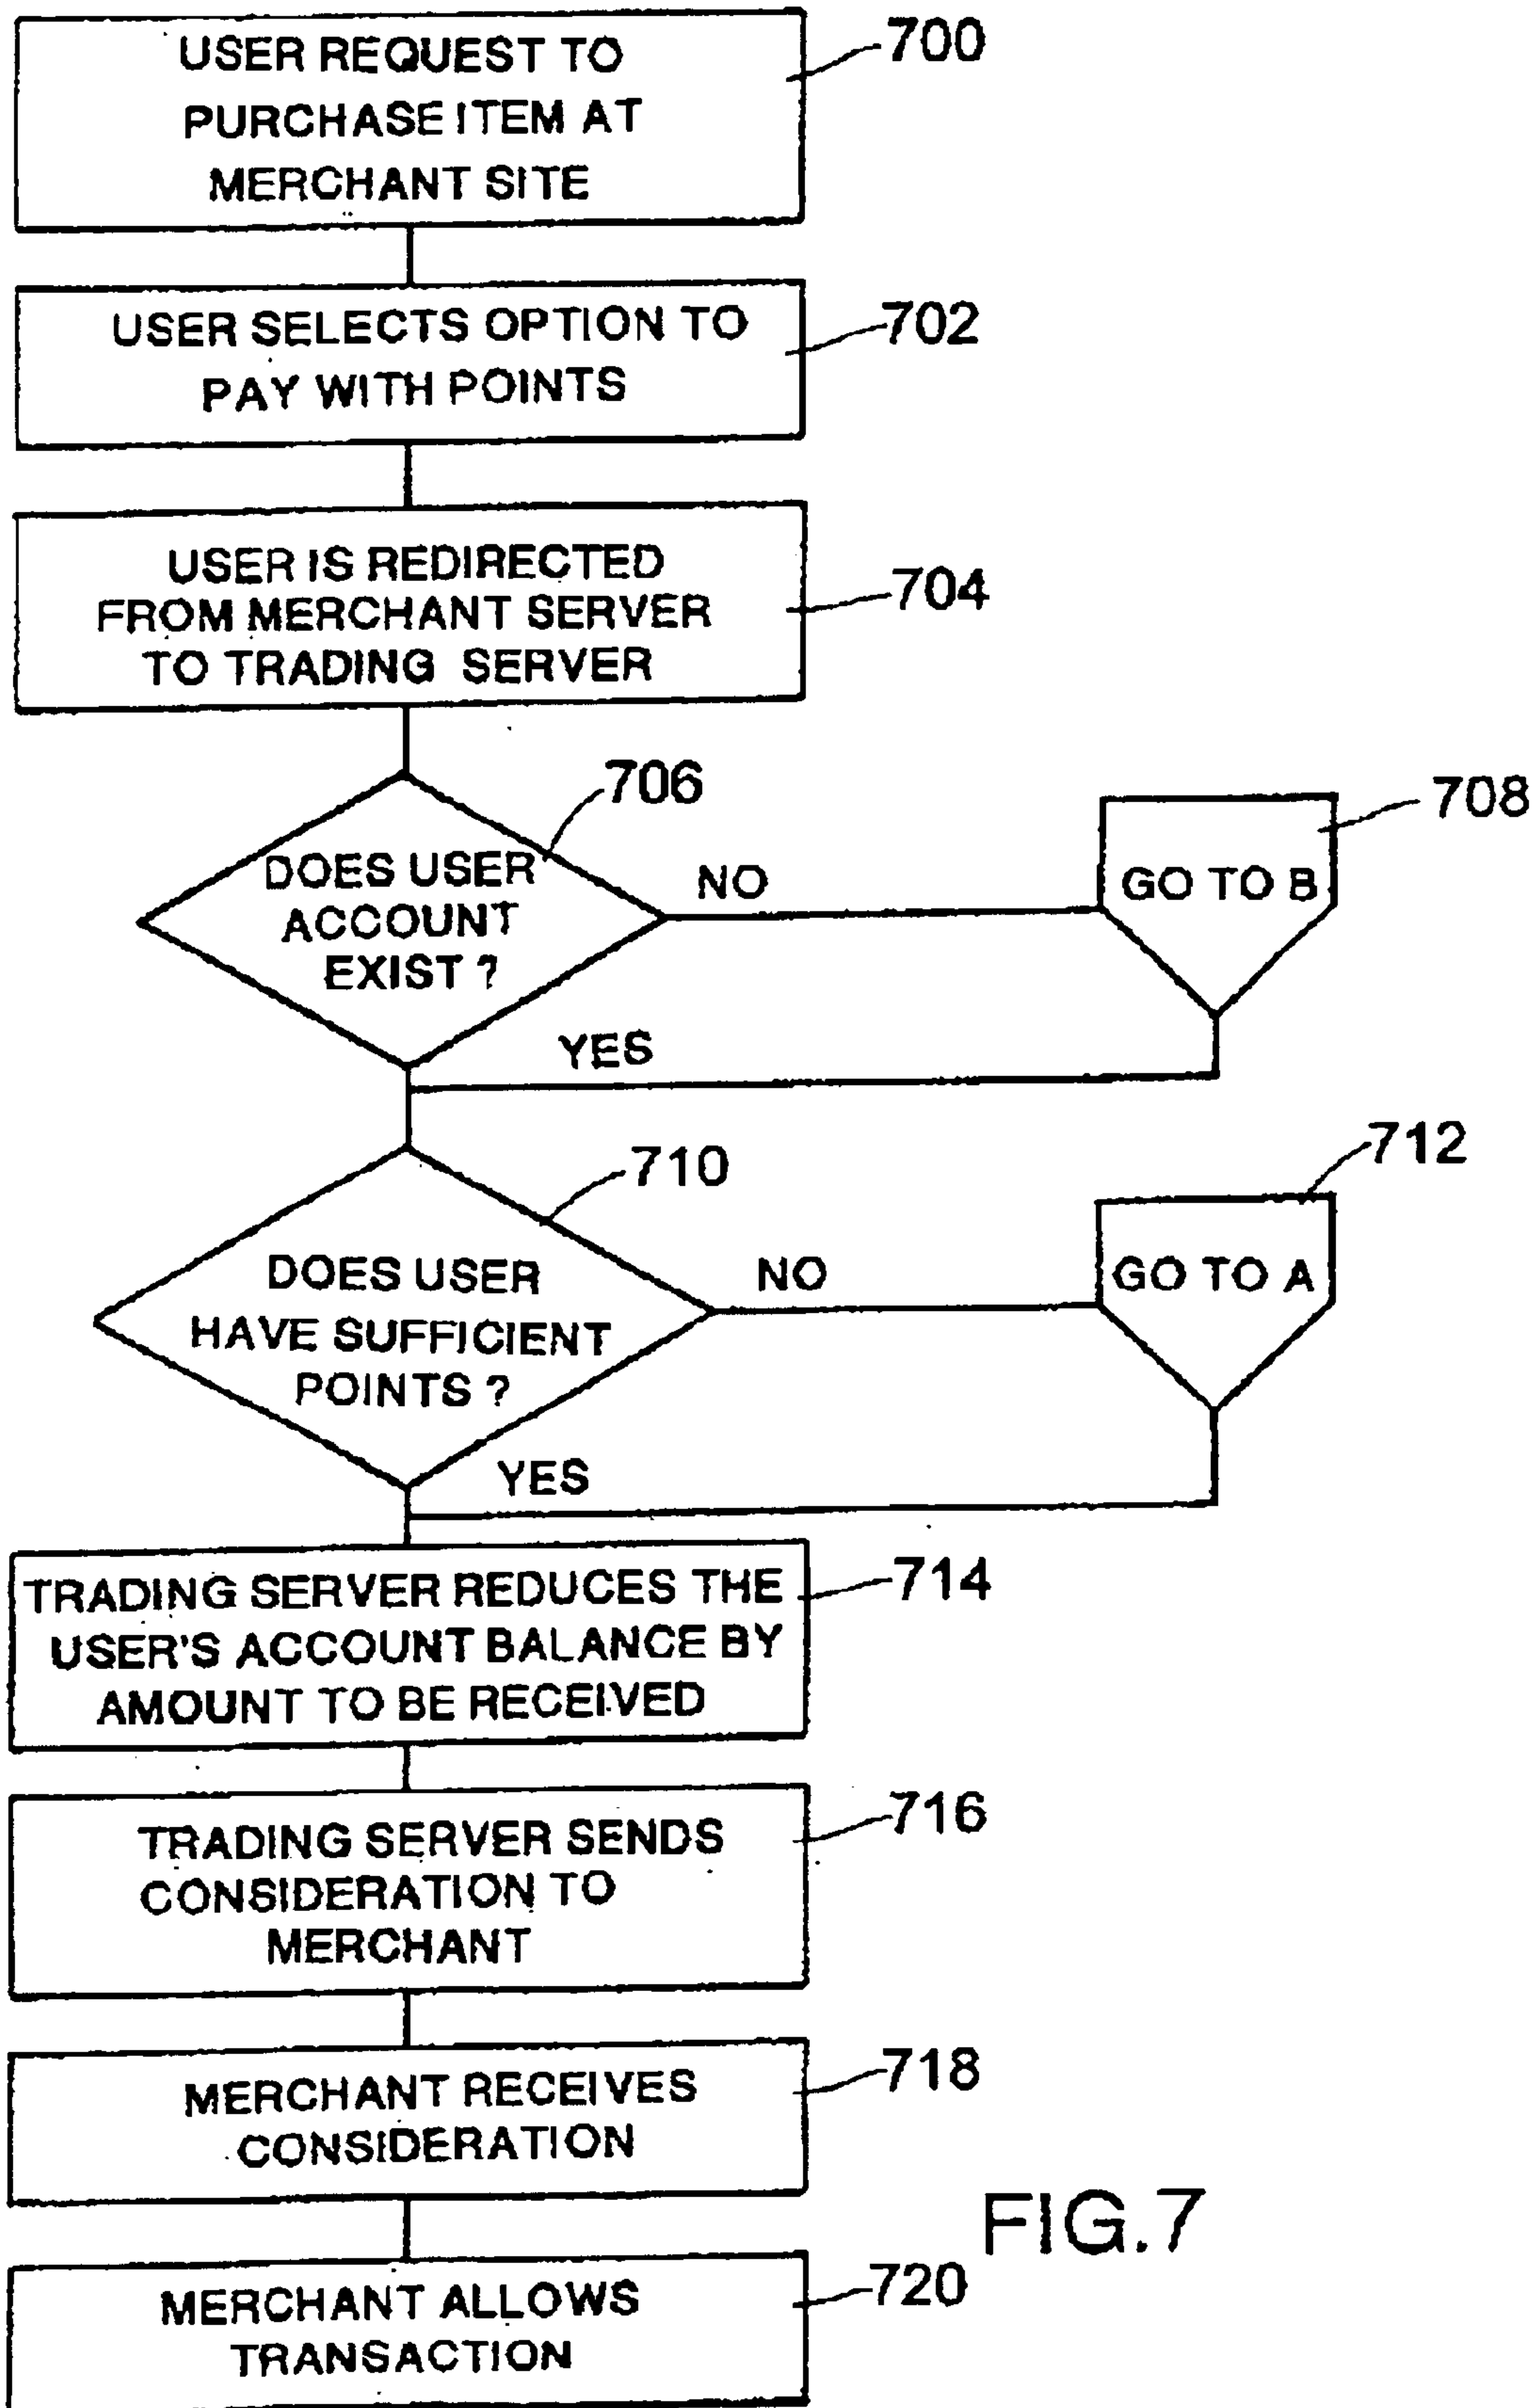 USER REQUEST TO
PURCHASE ITEM AT
MERCHANT SITE
700
USER SELECTS OPTION TO
PAY WITH POINTS
702
USER IS REDIRECTED
FROM MERCHANT SERVER
TO TRADING SERVER
704
706
DOES USER
ACCOUNT
EXIST ?
NO
708
GO TO B
YES
710
DOES USER
HAVE SUFFICIENT
POINTS ?
NO
712
GO TO A
YES
TRADING SERVER REDUCES THE
USER'S ACCOUNT BALANCE BY
AMOUNT TO BE RECEIVED
714
TRADING SERVER SENDS
CONSIDERATION TO
MERCHANT
716
MERCHANT RECEIVES
CONSIDERATION
718
MERCHANT ALLOWS
TRANSACTION
720
FIG.7